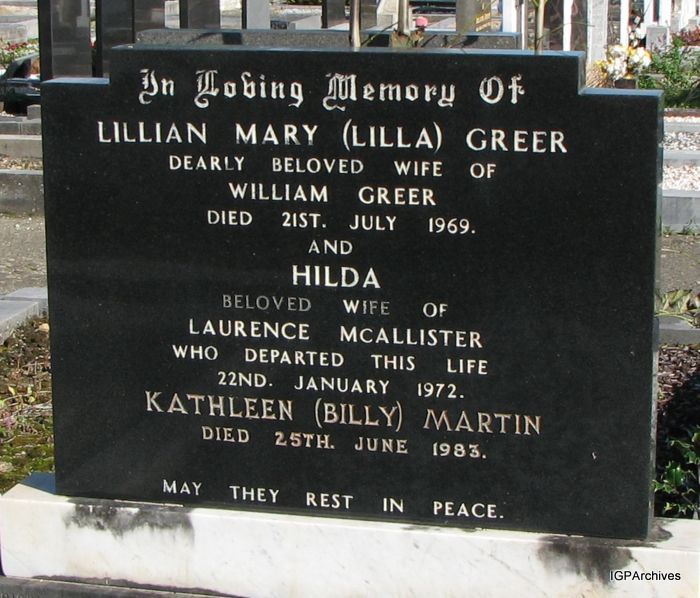 In Loving Memory Of
LILLIAN MARY (LILLA) GREER
DEARLY BELOVED WIFE OF
WILLIAM GREER
DIED 21ST. JULY 1969.
AND
HILDA
BELOVED WIFE OF
LAURENCE MCALLISTER
WHO DEPARTED THIS LIFE
22ND. JANUARY 1972.
KATHLEEN (BILLY) MARTIN
DIED 25TH. JUNE 1983.
MAY THEY REST IN PEACE.
IGPArchives